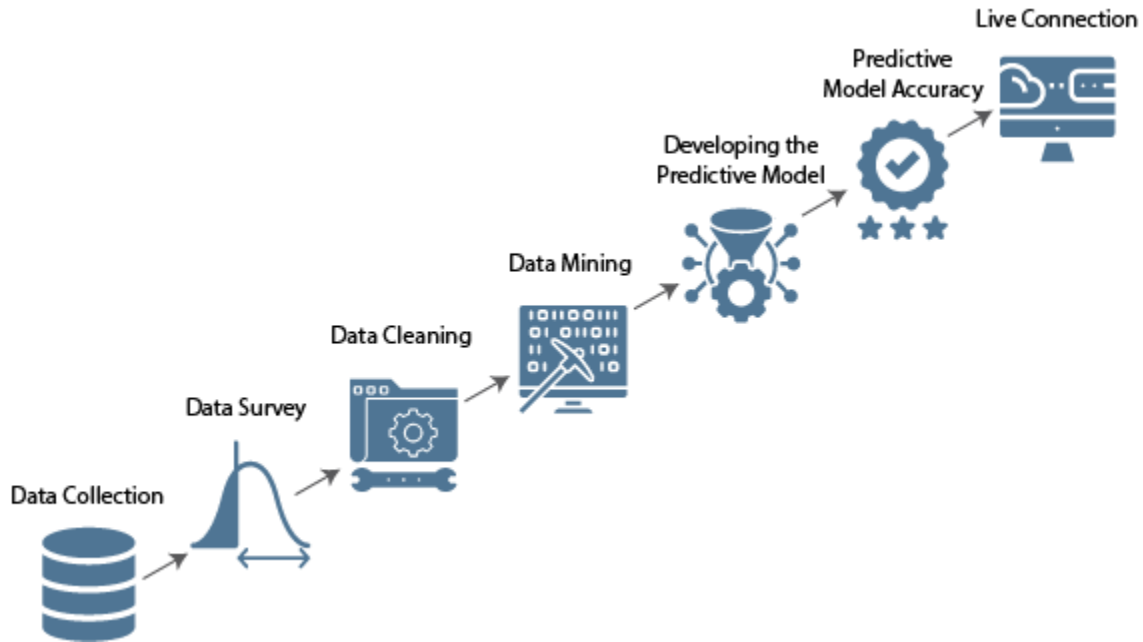 Live Connection
Predictive
Model Accuracy
Developing the
Predictive Model
Data Mining
Data Cleaning
Data Survey
Data Collection